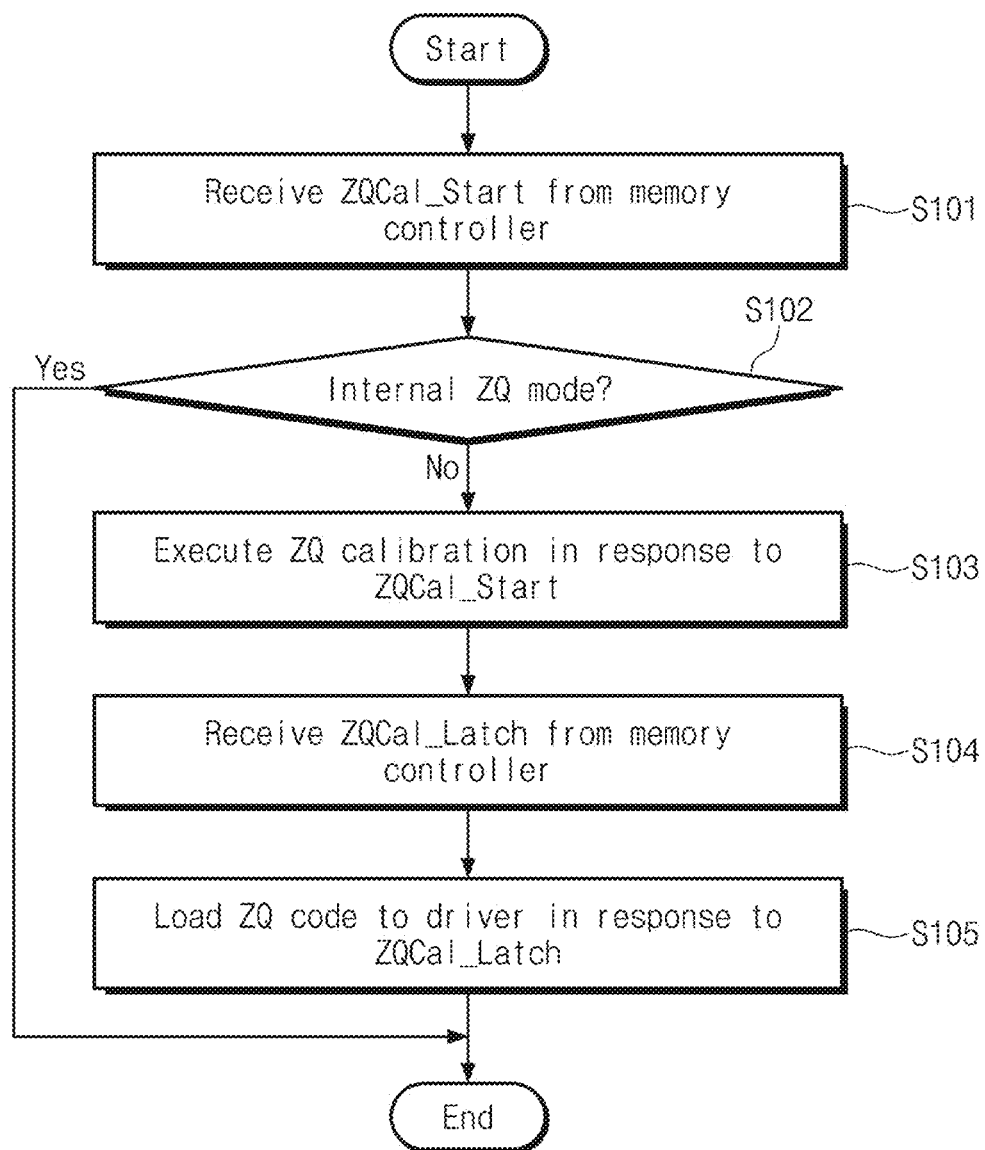 Start
Receive ZQCal_Start from memory
controller
S101
S102
Yes
Internal ZQ mode?
No
Execute ZQ calibration in response to
ZQCal_Start
S103
Receive ZQCal_Latch from memory
controller
S104
Load ZQ code to driver in response to
ZQCal_Latch
S105
End